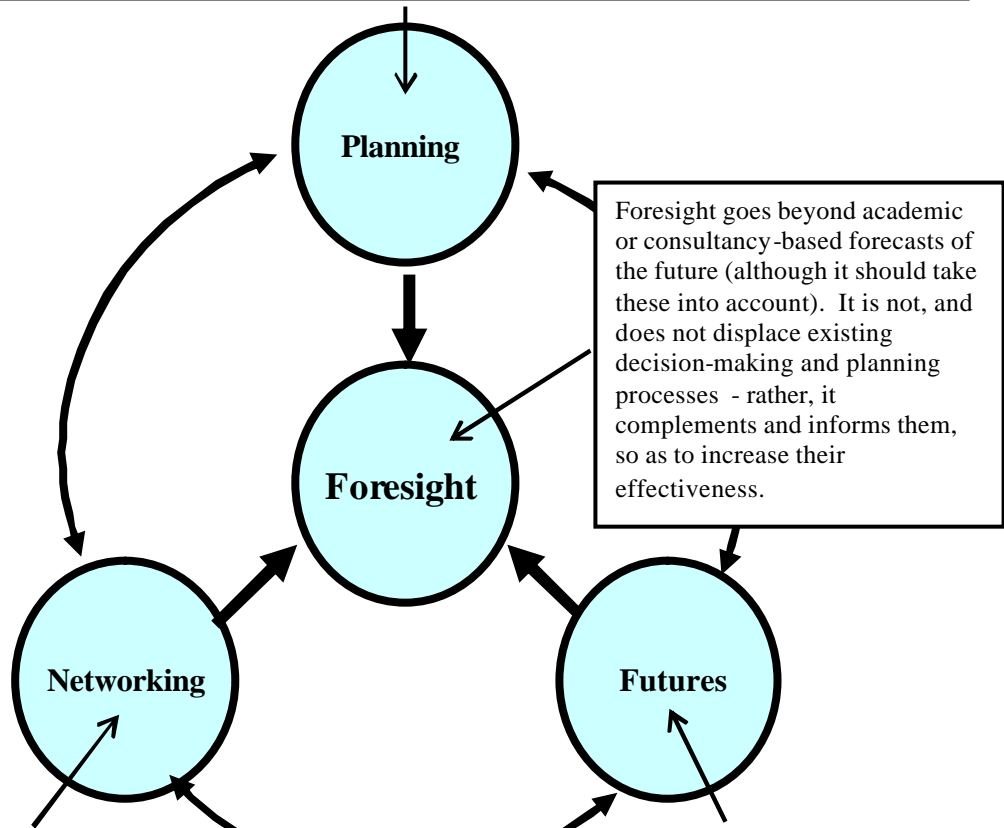 Planning
Foresight goes beyond academic
or consultancy-based forecasts of
the future (although it should take
these into account).  It is not, and
does not displace existing
decision-making and planning
processes  - rather, it
complements and informs them,
so as to increase their
effectiveness.
Foresight
Networking
Futures